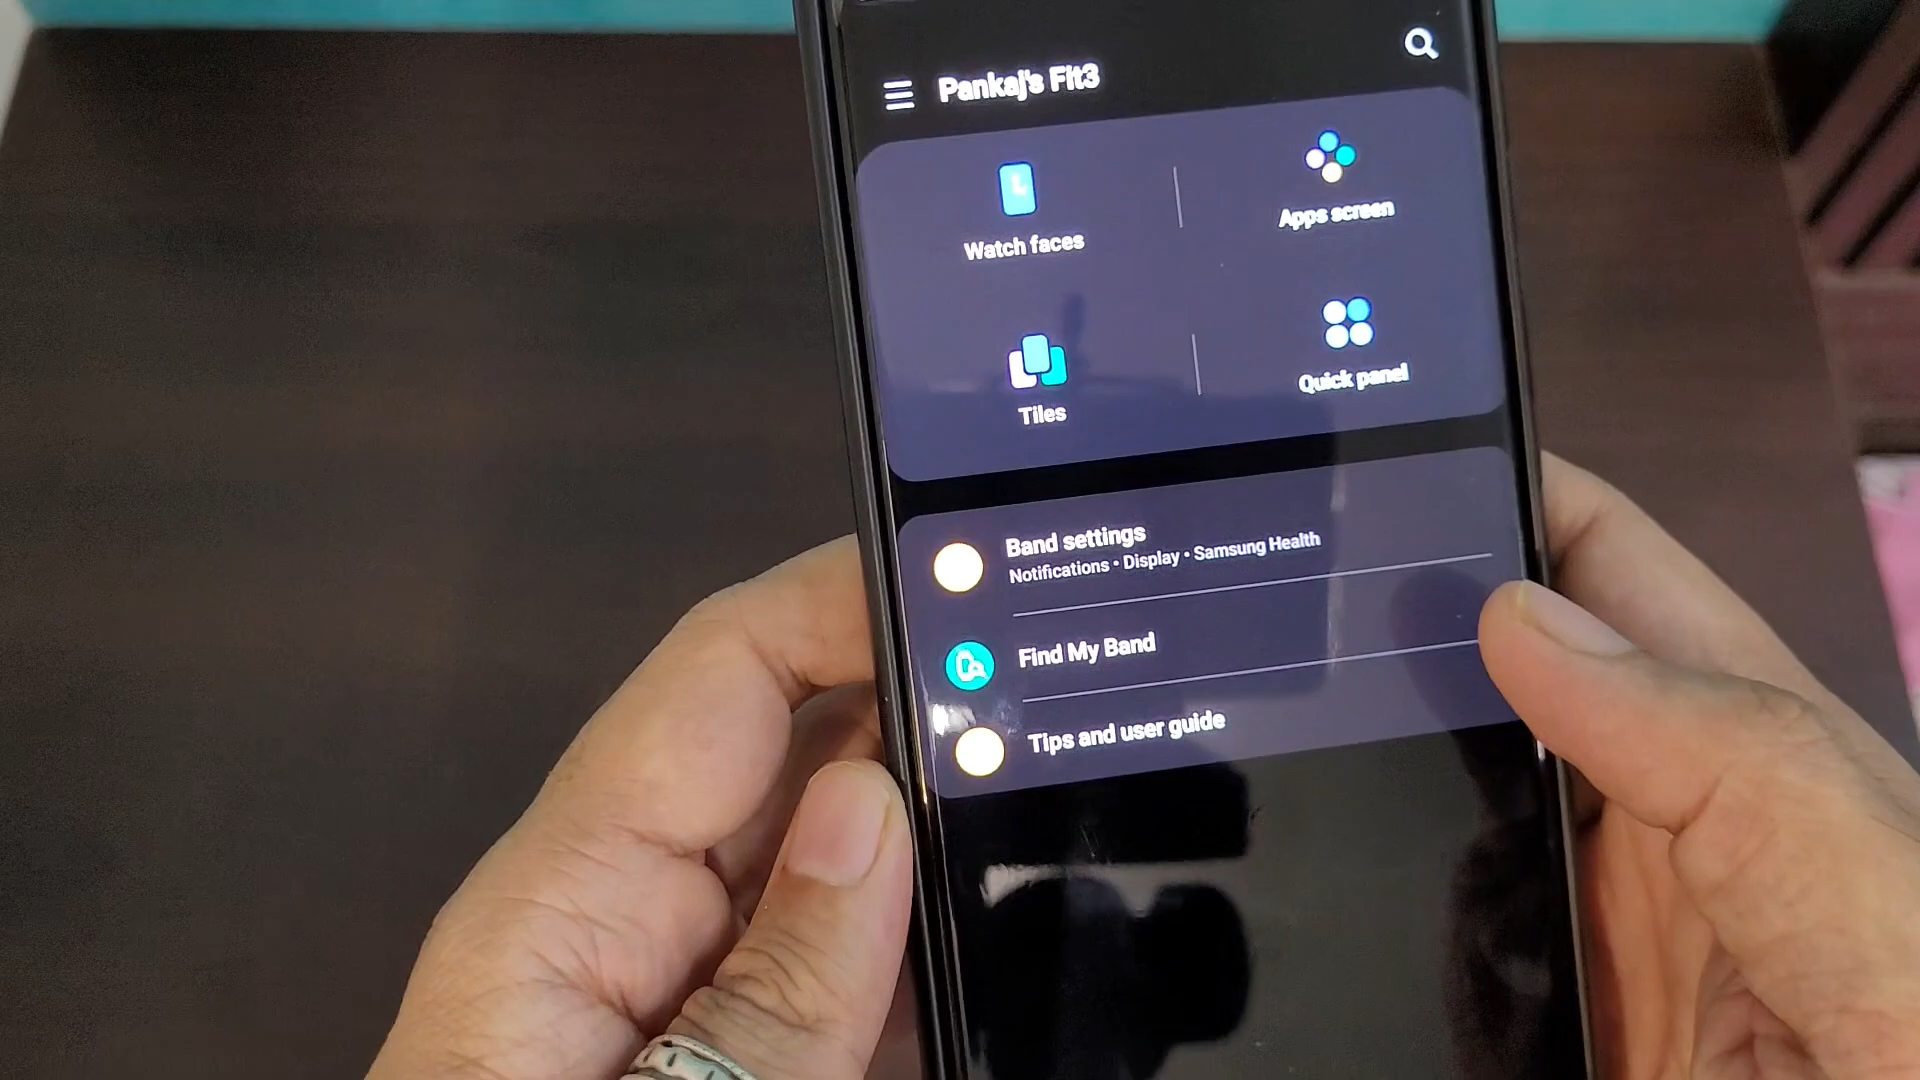 Pankaj's Fit3
Watch faces
Apps screen
Tiles
Quick panel
Band settings
Notifications • Display • Samsung Health
Find My Band
Tips and user guide